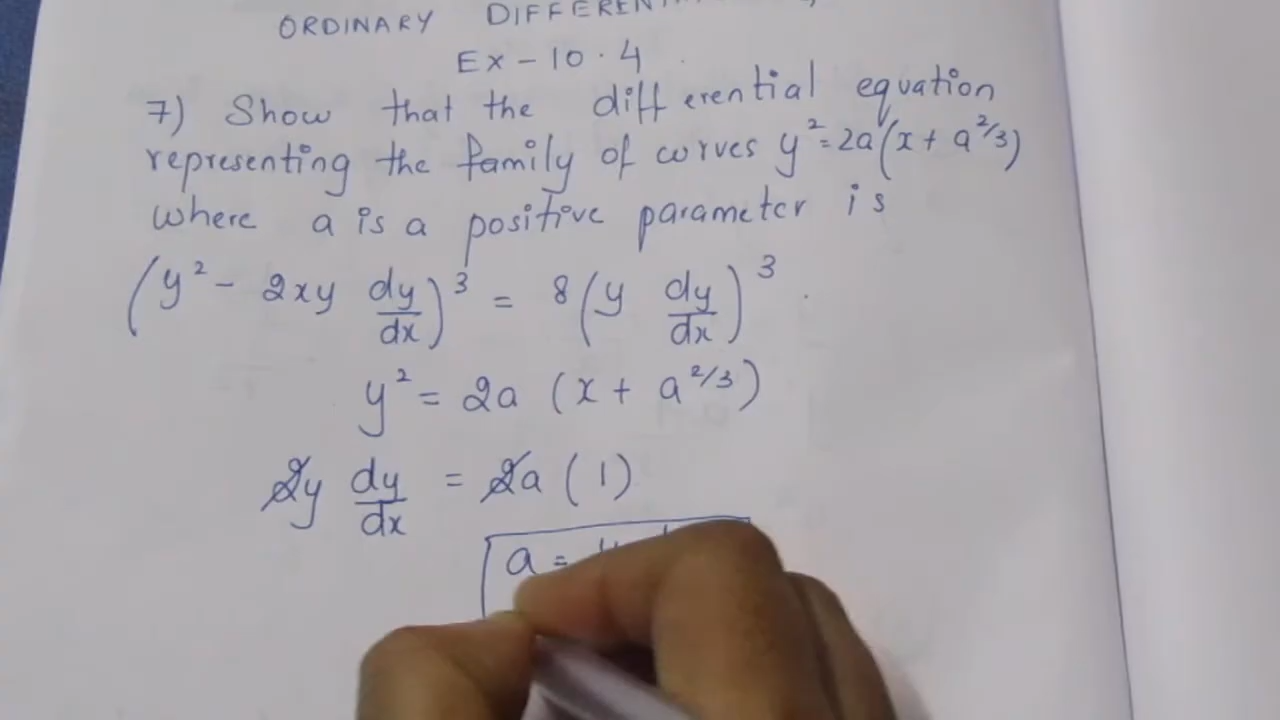 ORDINARY
Ex - 10.4
7) Show that the differential equation
representing the family of curves y² = 2a(x + a^2/3)
where a is a positive parameter is
(y² - 2xy dy/dx)³ = 8(y dy/dx)³.
y² = 2a (x + a^2/3)
2y dy/dx = 2a (1)
a =